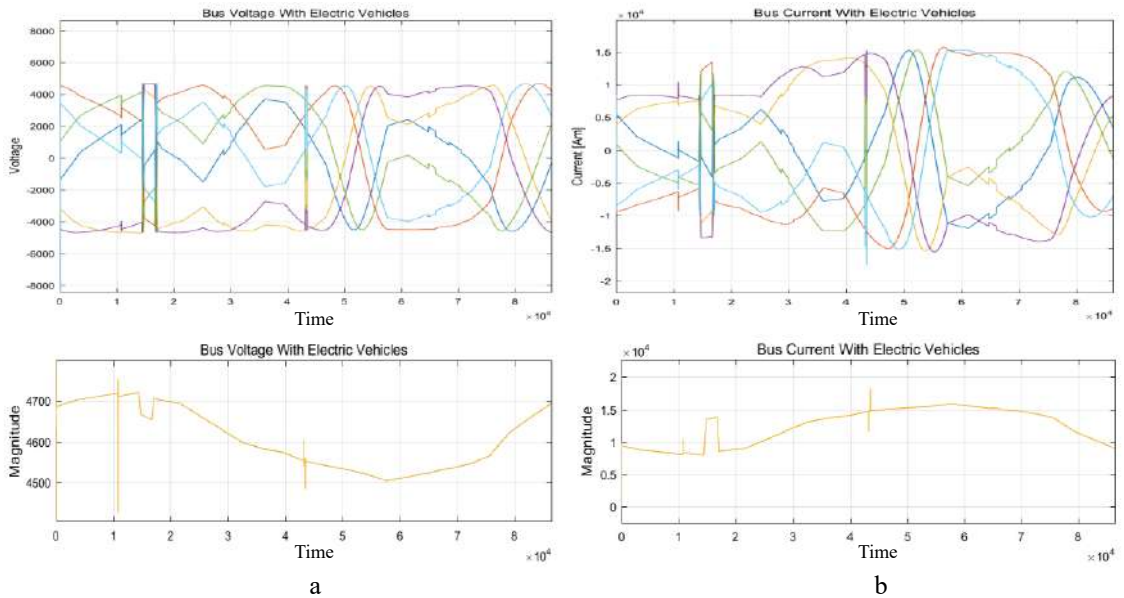 Bus Voltage With Electric Vehicles
8000
6000
4000
2000
0
-2000
-4000
-6000
-8000
Voltage
0 1 2 3 4 5 6 7 8
Time
× 10⁴
Bus Current With Electric Vehicles
× 10⁴
1.5
1
0.5
0
-0.5
-1
-1.5
-2
Current [Am]
0 1 2 3 4 5 6 7 8
Time
× 10⁴
Bus Voltage With Electric Vehicles
4700
4600
4500
Magnitude
0 1 2 3 4 5 6 7 8
Time
× 10⁴
a
Bus Current With Electric Vehicles
× 10⁴
2
1.5
1
0.5
0
Magnitude
0 1 2 3 4 5 6 7 8
Time
× 10⁴
b